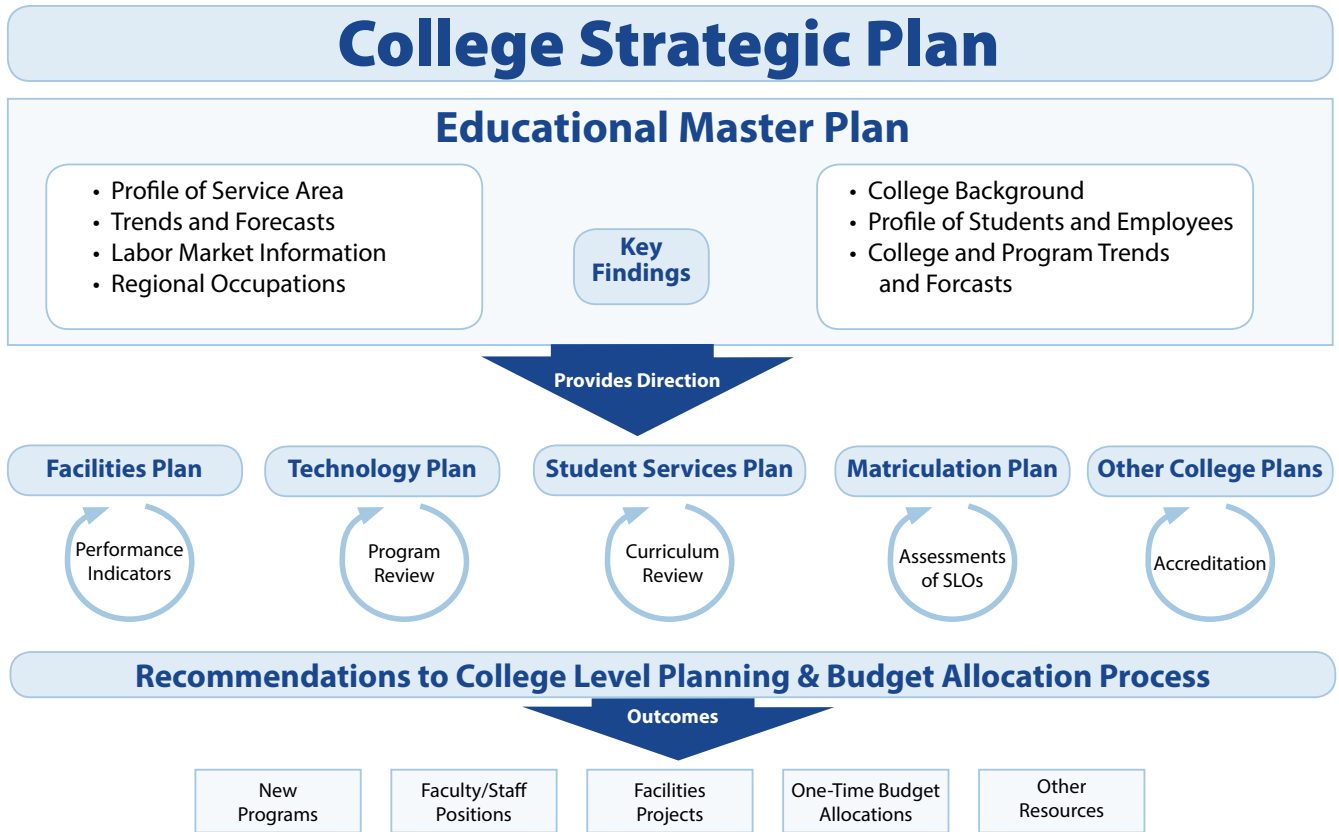 College Strategic Plan
Educational Master Plan
• Profile of Service Area
• Trends and Forecasts
• Labor Market Information
• Regional Occupations
Key
Findings
• College Background
• Profile of Students and Employees
• College and Program Trends
and Forcasts
Provides Direction
Facilities Plan
Technology Plan
Student Services Plan
Matriculation Plan
Other College Plans
Performance
Indicators
Program
Review
Curriculum
Review
Assessments
of SLOs
Accreditation
Recommendations to College Level Planning & Budget Allocation Process
Outcomes
New
Programs
Faculty/Staff
Positions
Facilities
Projects
One-Time Budget
Allocations
Other
Resources